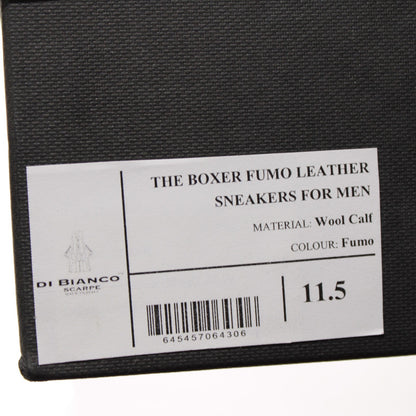 THE BOXER FUMO LEATHER
SNEAKERS FOR MEN
MATERIAL: Wool Calf
COLOUR: Fumo
DI BIANCO
SCARPE
11.5
645457064306